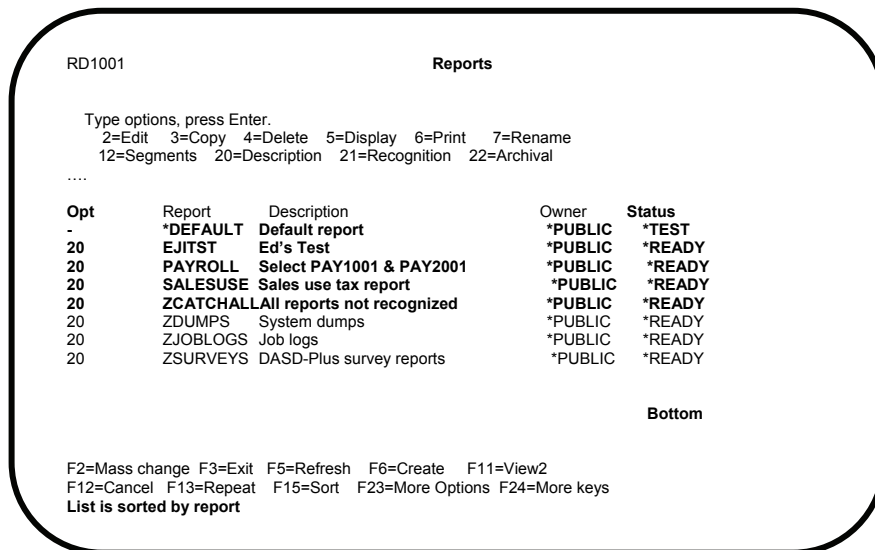 RD1001 Reports
Type options, press Enter.
2=Edit 3=Copy 4=Delete 5=Display 6=Print 7=Rename
12=Segments 20=Description 21=Recognition 22=Archival
….
Opt Report Description Owner Status
- *DEFAULT Default report *PUBLIC *TEST
20 EJITST Ed's Test *PUBLIC *READY
20 PAYROLL Select PAY1001 & PAY2001 *PUBLIC *READY
20 SALESUSE Sales use tax report *PUBLIC *READY
20 ZCATCHALLAll reports not recognized *PUBLIC *READY
20 ZDUMPS System dumps *PUBLIC *READY
20 ZJOBLOGS Job logs *PUBLIC *READY
20 ZSURVEYS DASD-Plus survey reports *PUBLIC *READY
Bottom
F2=Mass change F3=Exit F5=Refresh F6=Create F11=View2
F12=Cancel F13=Repeat F15=Sort F23=More Options F24=More keys
List is sorted by report